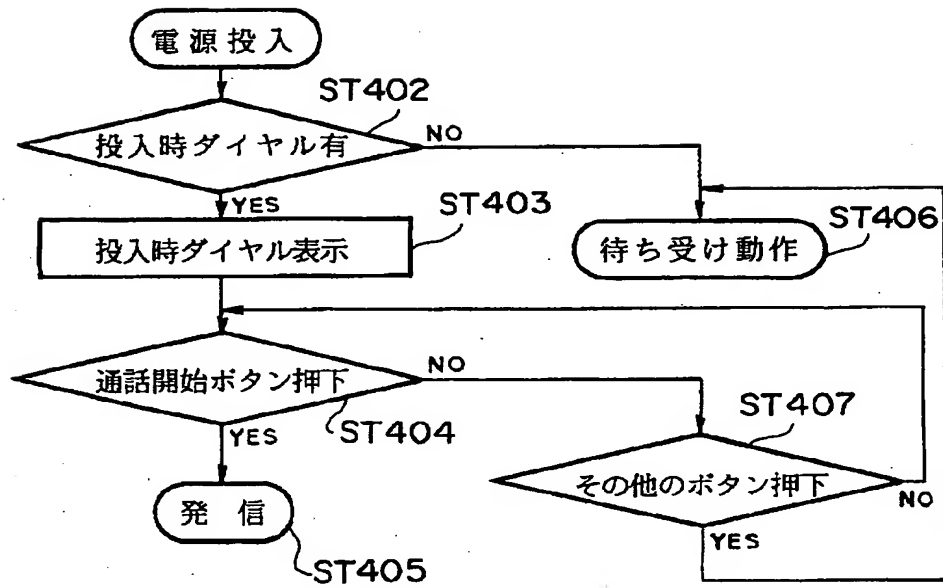 電源投入
ST402
投入時ダイヤル有
NO
YES
ST403
投入時ダイヤル表示
ST406
待ち受け動作
通話開始ボタン押下
NO
ST407
YES
ST404
その他のボタン押下
NO
発信
YES
ST405